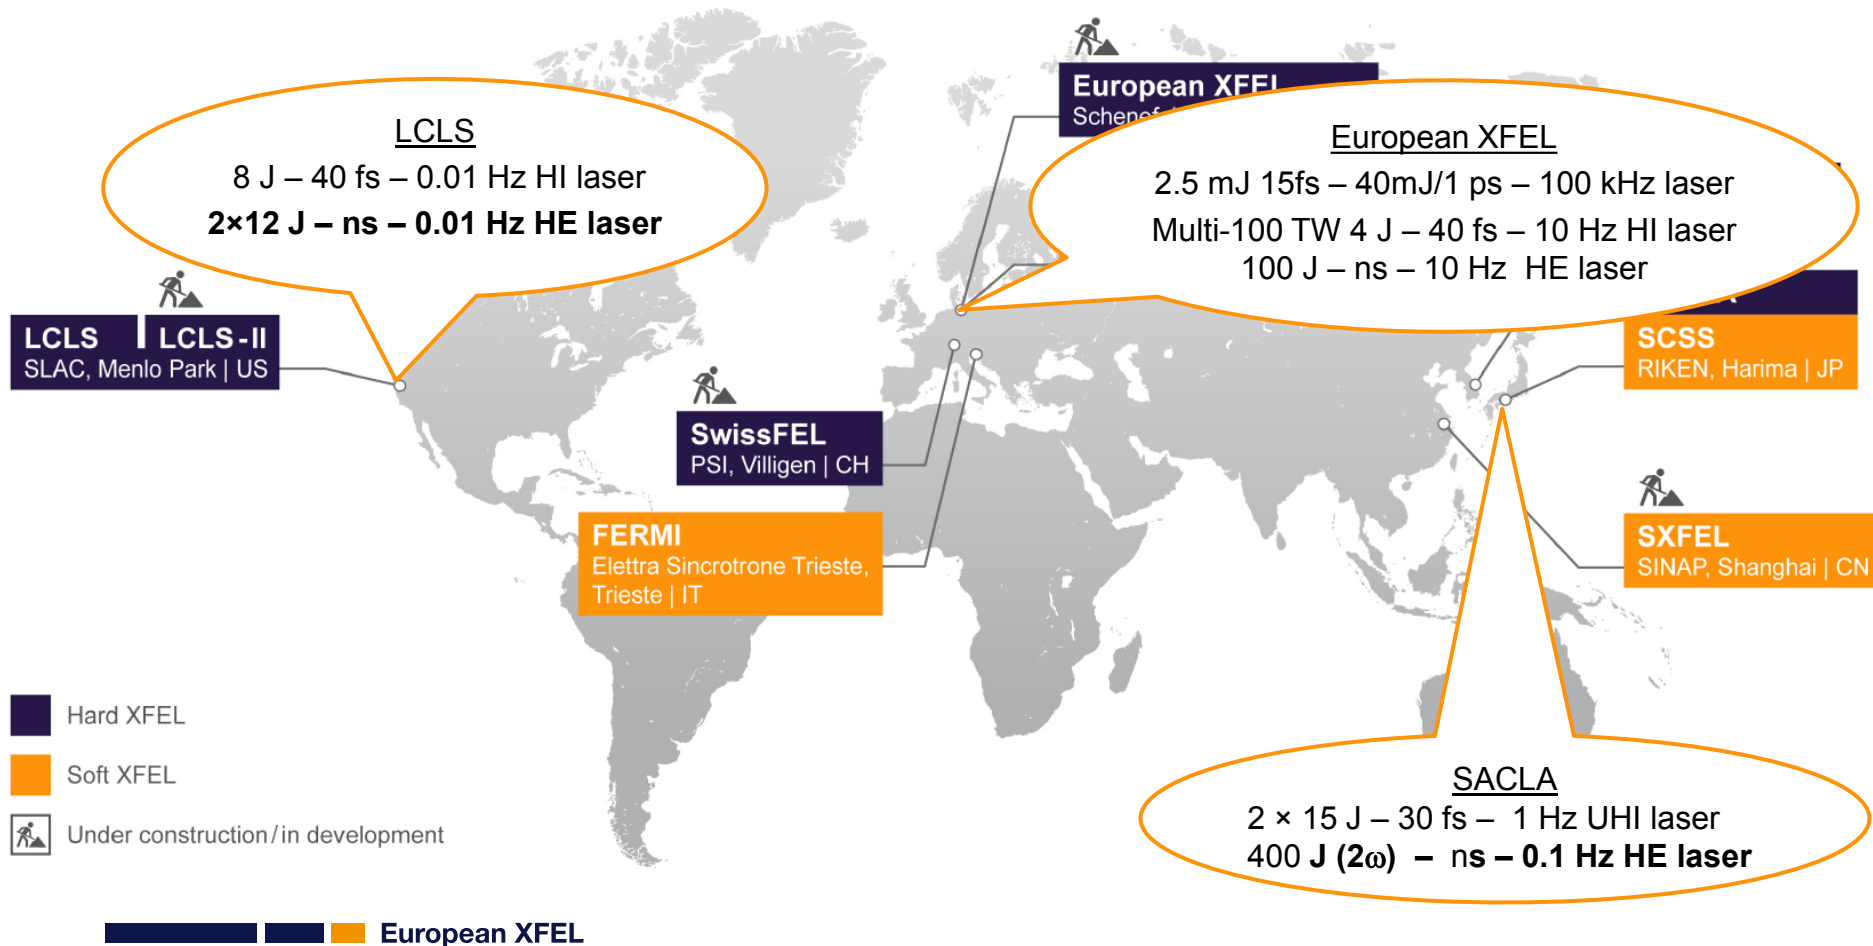 LCLS
8 J – 40 fs – 0.01 Hz HI laser
2×12 J – ns – 0.01 Hz HE laser
European XFEL
European XFEL
2.5 mJ 15fs – 40mJ/1 ps – 100 kHz laser
Multi-100 TW 4 J – 40 fs – 10 Hz HI laser
100 J – ns – 10 Hz HE laser
LCLS LCLS-II
SLAC, Menlo Park | US
SCSS
RIKEN, Harima | JP
SwissFEL
PSI, Villigen | CH
FERMI
Elettra Sincrotrone Trieste,
Trieste | IT
SXFEL
SINAP, Shanghai | CN
Hard XFEL
Soft XFEL
Under construction/in development
SACLA
2 × 15 J – 30 fs – 1 Hz UHI laser
400 J (2ω) – ns – 0.1 Hz HE laser
European XFEL